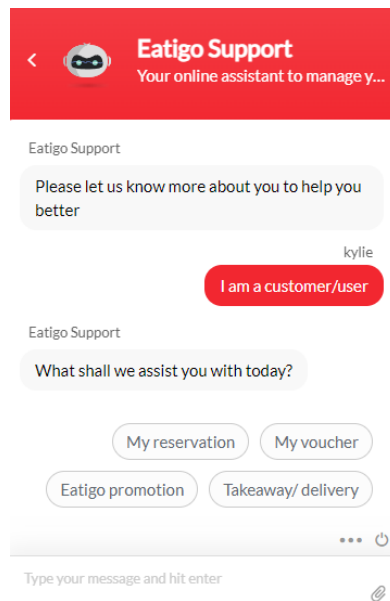 Eatigo Support
Your online assistant to manage y...
Eatigo Support
Please let us know more about you to help you
better
kylie
I am a customer/user
Eatigo Support
What shall we assist you with today?
My reservation
My voucher
Eatigo promotion
Takeaway/ delivery
Type your message and hit enter